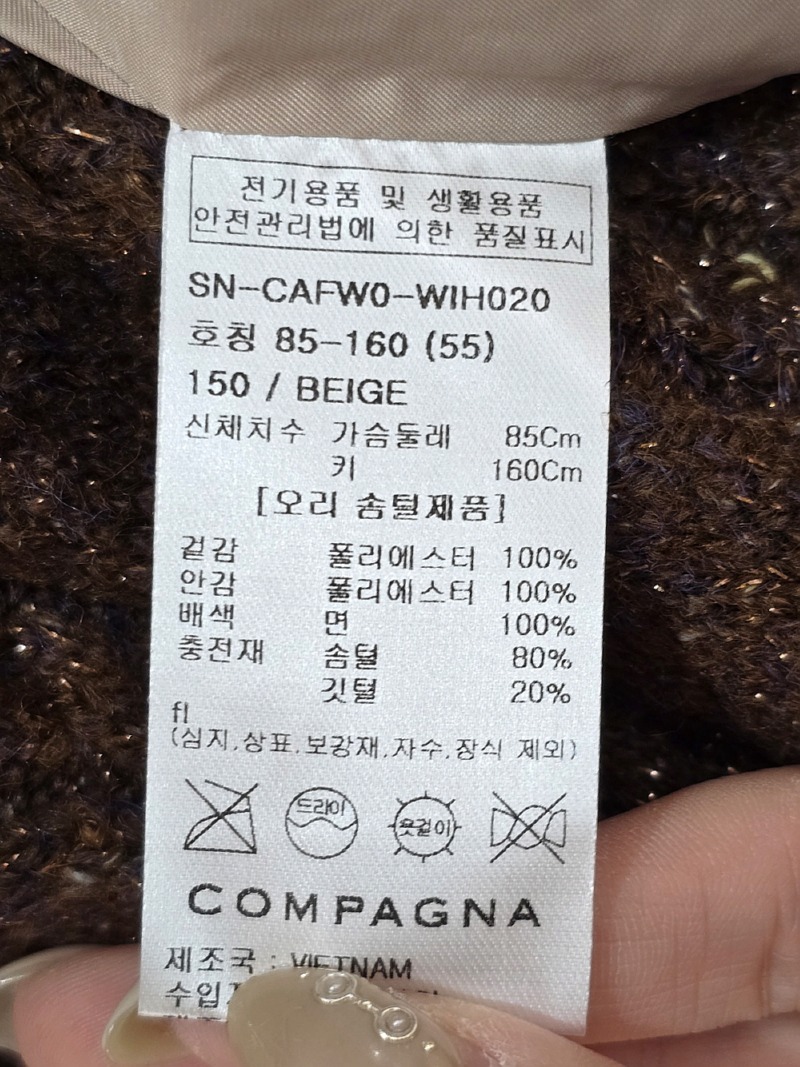 전기용품 및 생활용품
안전관리법에 의한 품질표시
SN-CAFW0-WIH020
호칭 85-160 (55)
150 / BEIGE
신체치수 가슴둘레 85Cm
키 160Cm
[오리 솜털제품]
겉감 폴리에스터 100%
안감 폴리에스터 100%
배색 면 100%
충전재 솜털 80%
깃털 20%
fl
(심지,상표,보강재,자수,장식 제외)
드라이
옷걸이
COMPAGNA
제조국 : VIETNAM